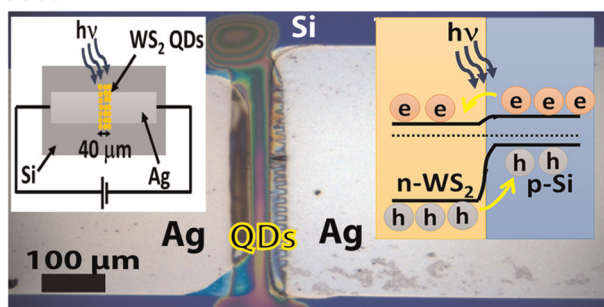 hν
WS2 QDs
40 μm
Si
Ag
Si
hν
e e e e e
n-WS2
p-Si
h h
h h h
Ag
QDs
Ag
100 μm